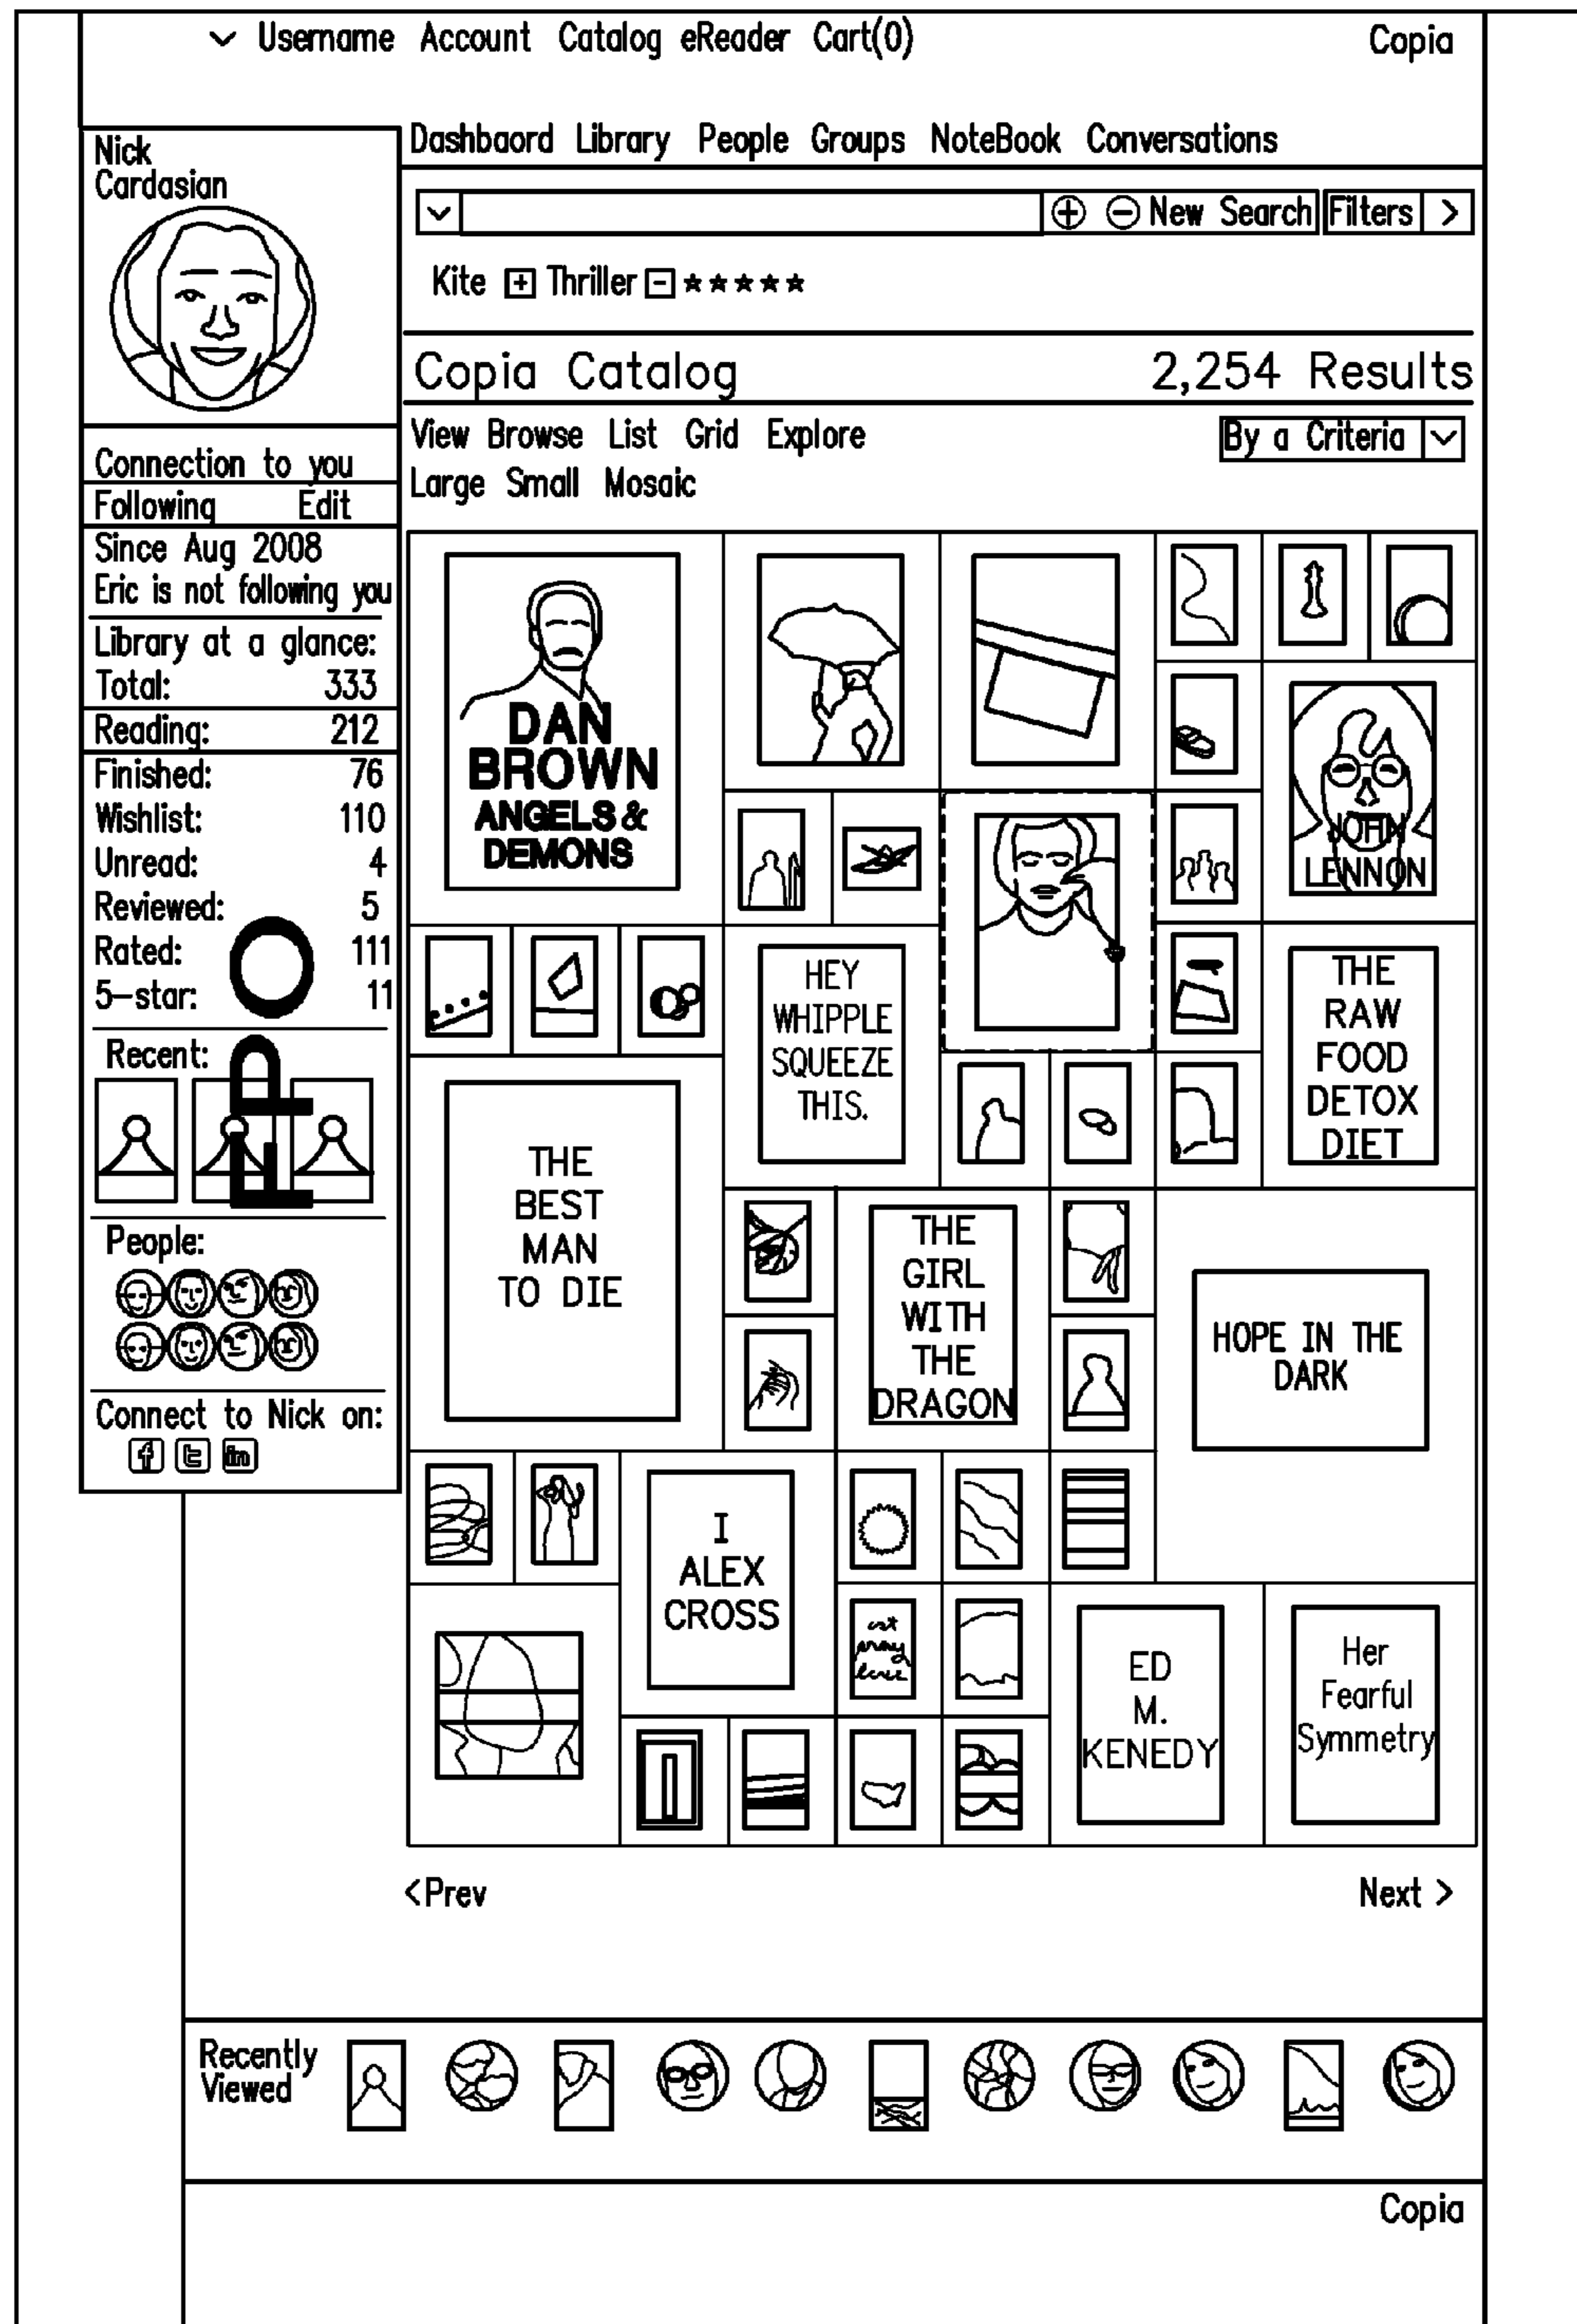 Username Account Catalog eReader Cart(0) Copia
Nick
Cardasian
Dashbaord Library People Groups NoteBook Conversations
New Search Filters
Kite + Thriller - ★★★★★
Copia Catalog 2,254 Results
View Browse List Grid Explore By a Criteria
Large Small Mosaic
Connection to you
Following Edit
Since Aug 2008
Eric is not following you
Library at a glance:
Total: 333
Reading: 212
Finished: 76
Wishlist: 110
Unread: 4
Reviewed: 5
Rated: 111
5-star: 11
Recent:
People:
Connect to Nick on:
f t in
DAN
BROWN
ANGELS &
DEMONS
JOHN
LENNON
HEY
WHIPPLE
SQUEEZE
THIS.
THE
RAW
FOOD
DETOX
DIET
THE
BEST
MAN
TO DIE
THE
GIRL
WITH
THE
DRAGON
HOPE IN THE
DARK
I
ALEX
CROSS
ED
M.
KENEDY
Her
Fearful
Symmetry
<Prev Next >
Recently
Viewed
Copia